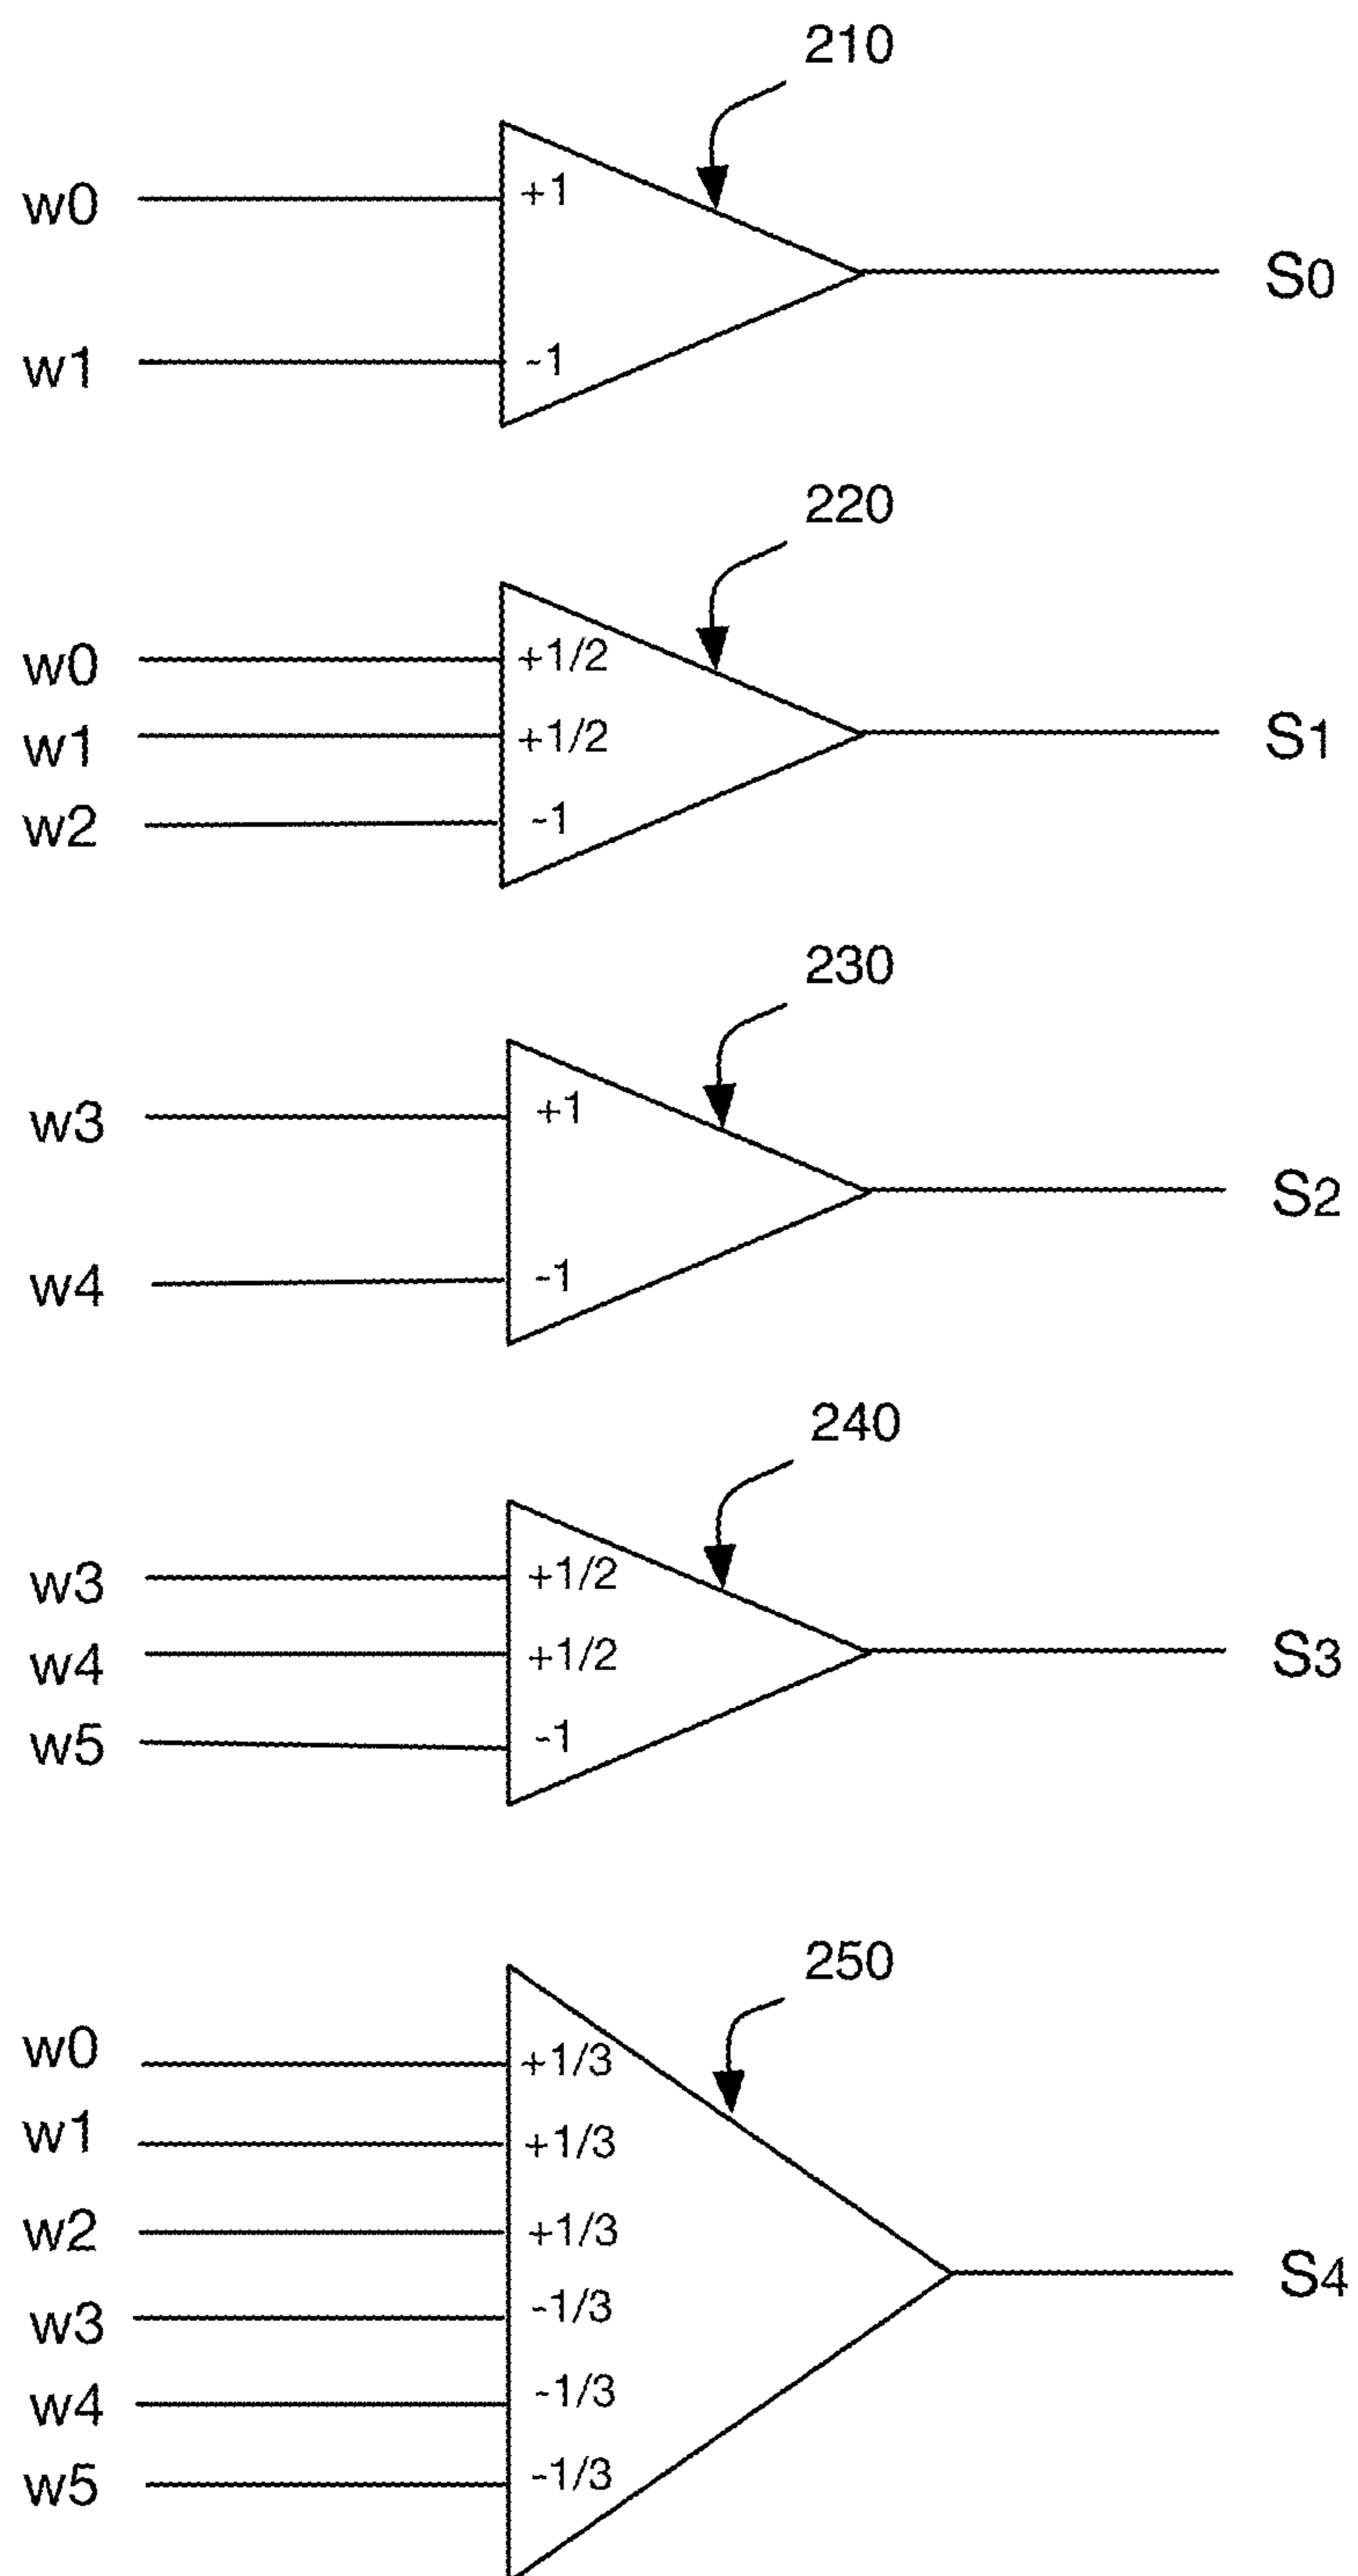 210
w0 +1
S0
w1 -1
220
w0 +1/2
w1 +1/2
S1
w2 -1
230
w3 +1
S2
w4 -1
240
w3 +1/2
w4 +1/2
S3
w5 -1
250
w0 +1/3
w1 +1/3
w2 +1/3
S4
w3 -1/3
w4 -1/3
w5 -1/3